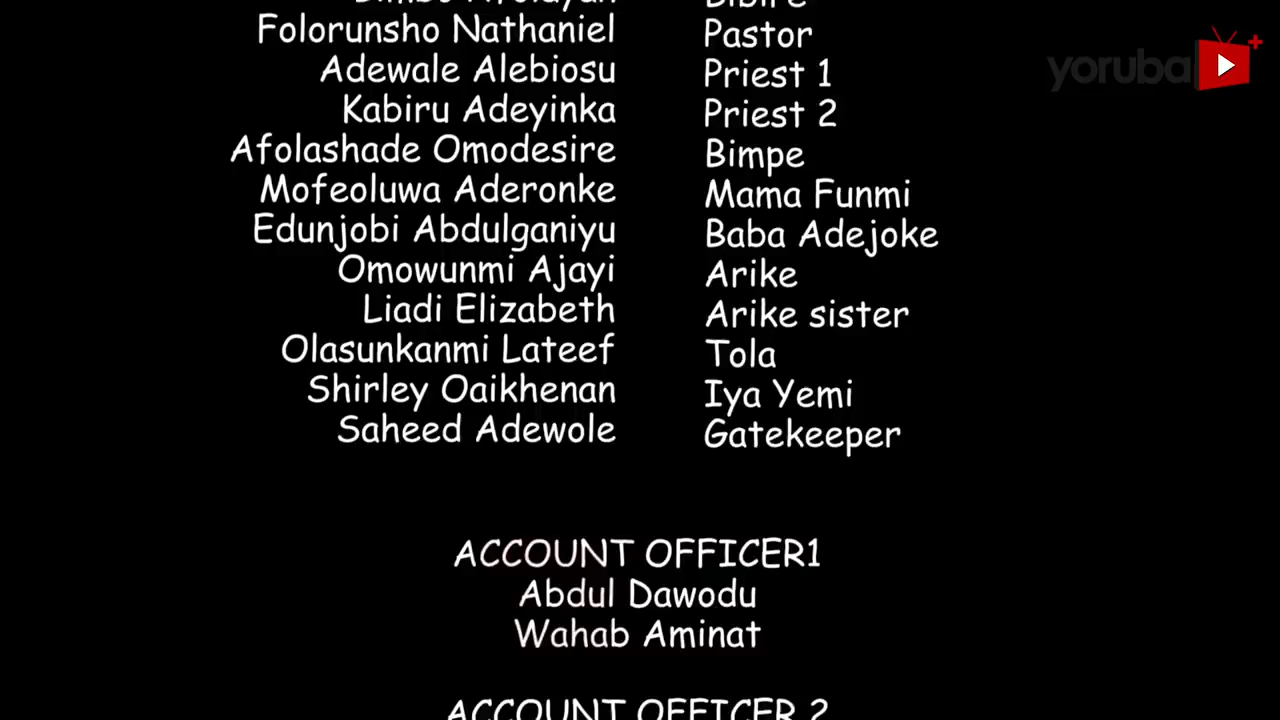 Folorunsho Nathaniel Pastor
Adewale Alebiosu Priest 1
Kabiru Adeyinka Priest 2
Afolashade Omodesire Bimpe
Mofeoluwa Aderonke Mama Funmi
Edunjobi Abdulganiyu Baba Adejoke
Omowunmi Ajayi Arike
Liadi Elizabeth Arike sister
Olasunkanmi Lateef Tola
Shirley Oaikhenan Iya Yemi
Saheed Adewole Gatekeeper
ACCOUNT OFFICER1
Abdul Dawodu
Wahab Aminat
ACCOUNT OFFICER 2
yoruba